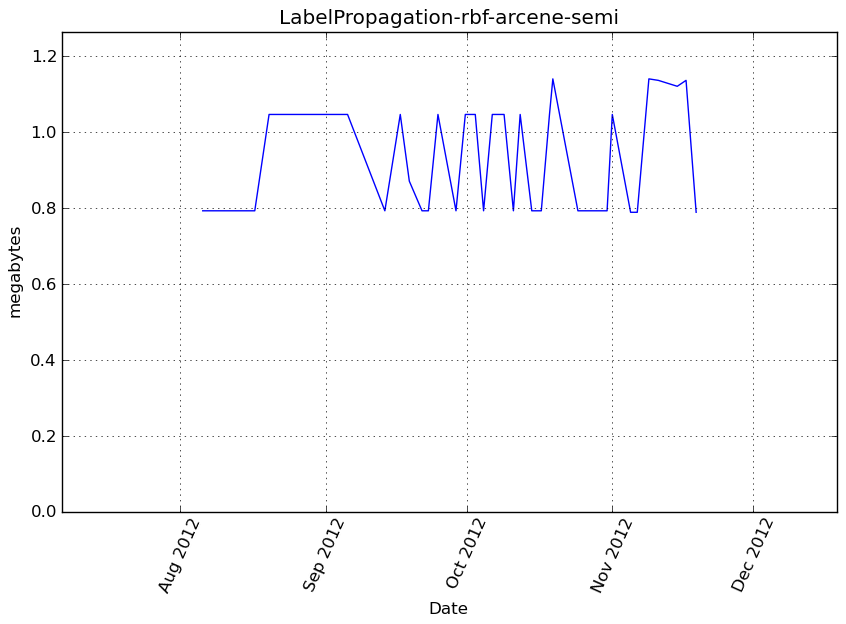 LabelPropagation-rbf-arcene-semi
1.2
1.0
0.8
0.6
0.4
0.2
0.0
megabytes
Aug 2012
Sep 2012
Oct 2012
Nov 2012
Dec 2012
Date